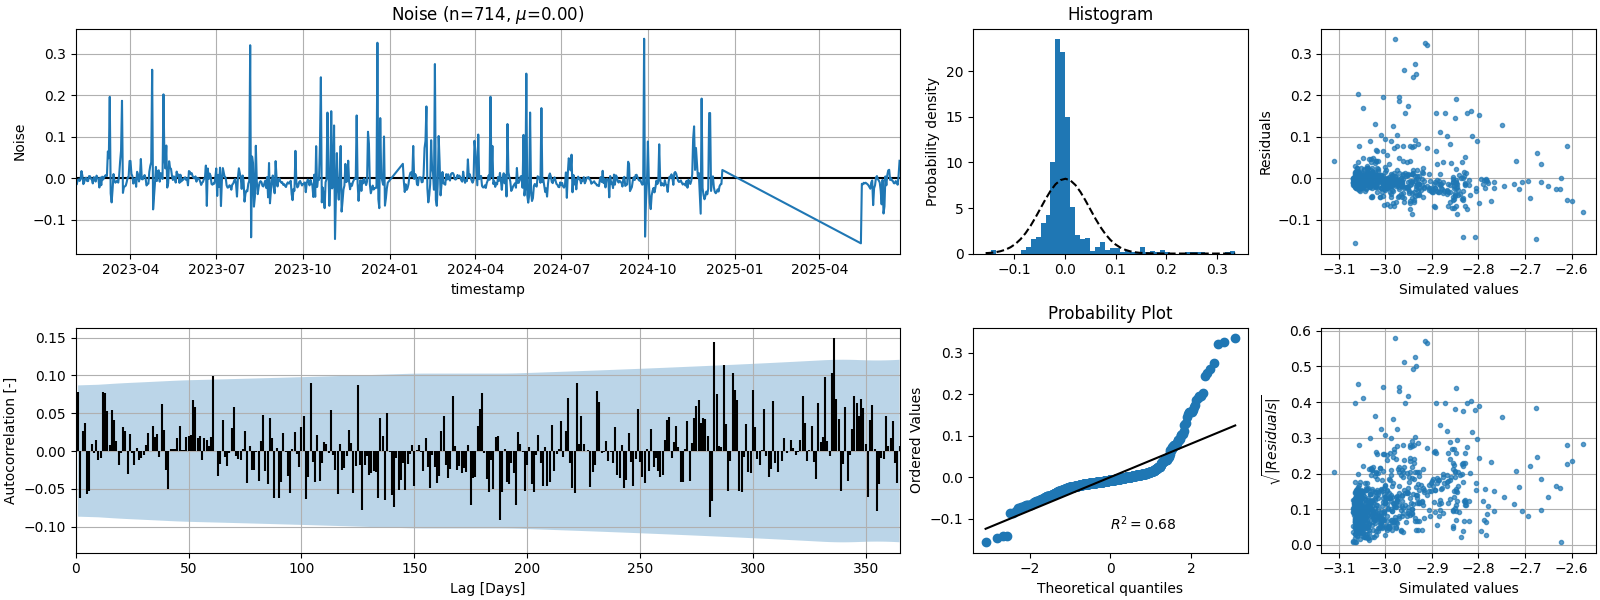 Noise (n=714, μ=0.00)
Noise
0.3
0.2
0.1
0.0
−0.1
2023-04 2023-07 2023-10 2024-01 2024-04 2024-07 2024-10 2025-01 2025-04
timestamp
Histogram
Probability density
20
15
10
5
0
−0.1 0.0 0.1 0.2 0.3
Residuals
0.3
0.2
0.1
0.0
−0.1
−3.1 −3.0 −2.9 −2.8 −2.7 −2.6
Simulated values
Autocorrelation [-]
0.15
0.10
0.05
0.00
−0.05
−0.10
0 50 100 150 200 250 300 350
Lag [Days]
Probability Plot
Ordered Values
0.3
0.2
0.1
0.0
−0.1
R² = 0.68
−2 0 2
Theoretical quantiles
√|Residuals|
0.6
0.5
0.4
0.3
0.2
0.1
0.0
−3.1 −3.0 −2.9 −2.8 −2.7 −2.6
Simulated values